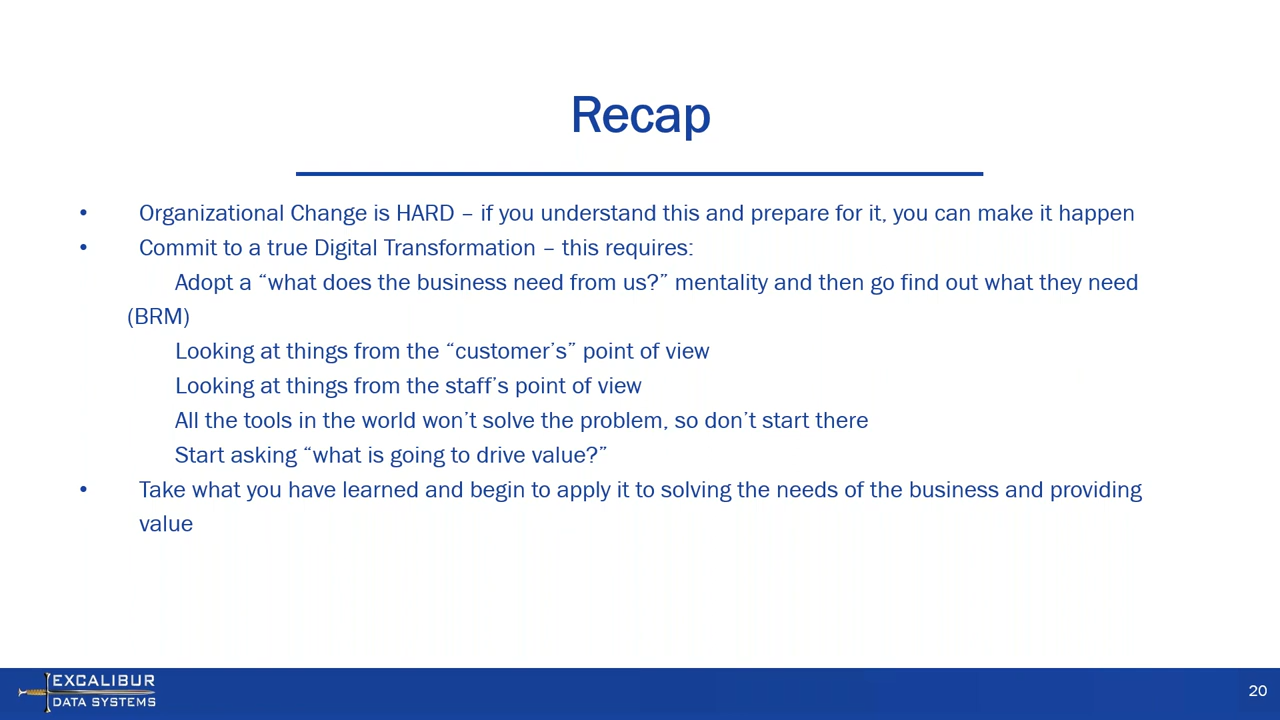 Recap
• Organizational Change is HARD – if you understand this and prepare for it, you can make it happen
• Commit to a true Digital Transformation – this requires:
Adopt a “what does the business need from us?” mentality and then go find out what they need
(BRM)
Looking at things from the “customer’s” point of view
Looking at things from the staff’s point of view
All the tools in the world won’t solve the problem, so don’t start there
Start asking “what is going to drive value?”
• Take what you have learned and begin to apply it to solving the needs of the business and providing
value
EXCALIBUR
DATA SYSTEMS
20